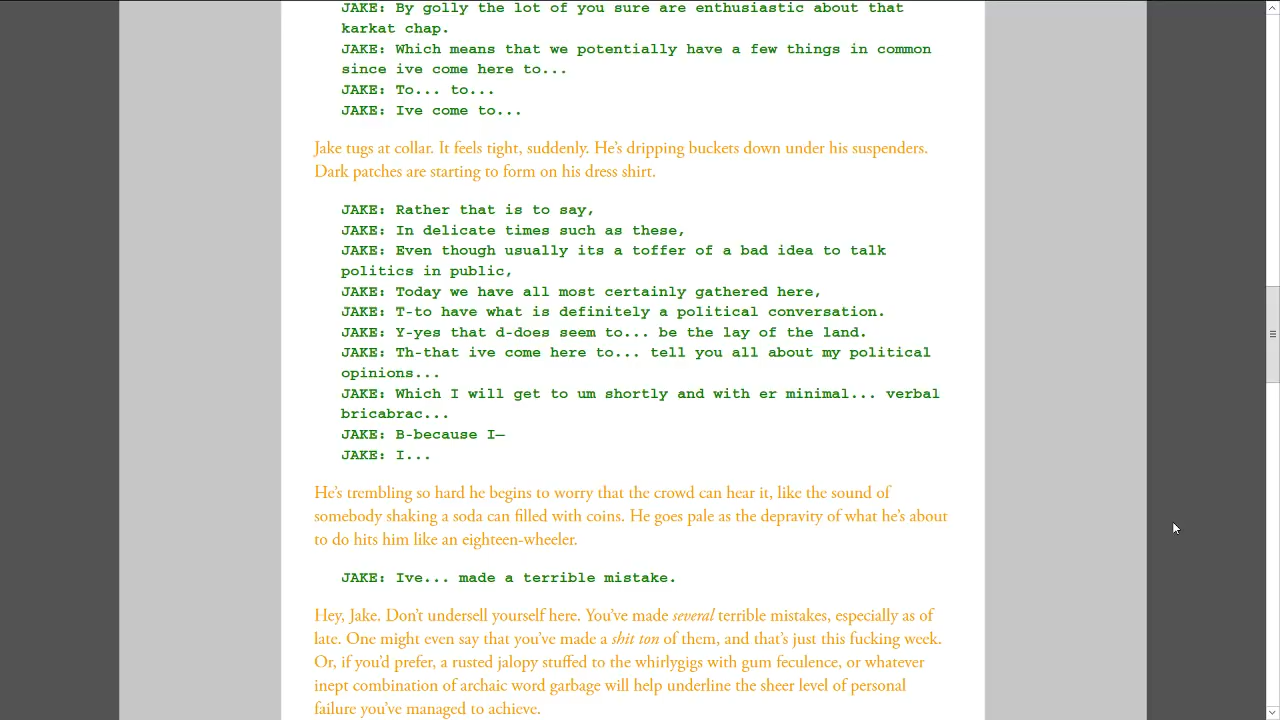 JAKE: By golly the lot of you sure are enthusiastic about that
karkat chap.
JAKE: Which means that we potentially have a few things in common
since ive come here to...
JAKE: To... to...
JAKE: Ive come to...
Jake tugs at collar. It feels tight, suddenly. He’s dripping buckets down under his suspenders.
Dark patches are starting to form on his dress shirt.
JAKE: Rather that is to say,
JAKE: In delicate times such as these,
JAKE: Even though usually its a toffer of a bad idea to talk
politics in public,
JAKE: Today we have all most certainly gathered here,
JAKE: T-to have what is definitely a political conversation.
JAKE: Y-yes that d-does seem to... be the lay of the land.
JAKE: Th-that ive come here to... tell you all about my political
opinions...
JAKE: Which I will get to um shortly and with er minimal... verbal
bricabrac...
JAKE: B-because I—
JAKE: I...
He’s trembling so hard he begins to worry that the crowd can hear it, like the sound of
somebody shaking a soda can filled with coins. He goes pale as the depravity of what he’s about
to do hits him like an eighteen-wheeler.
JAKE: Ive... made a terrible mistake.
Hey, Jake. Don’t undersell yourself here. You’ve made several terrible mistakes, especially as of
late. One might even say that you’ve made a shit ton of them, and that’s just this fucking week.
Or, if you’d prefer, a rusted jalopy stuffed to the whirlygigs with gum feculence, or whatever
inept combination of archaic word garbage will help underline the sheer level of personal
failure you’ve managed to achieve.